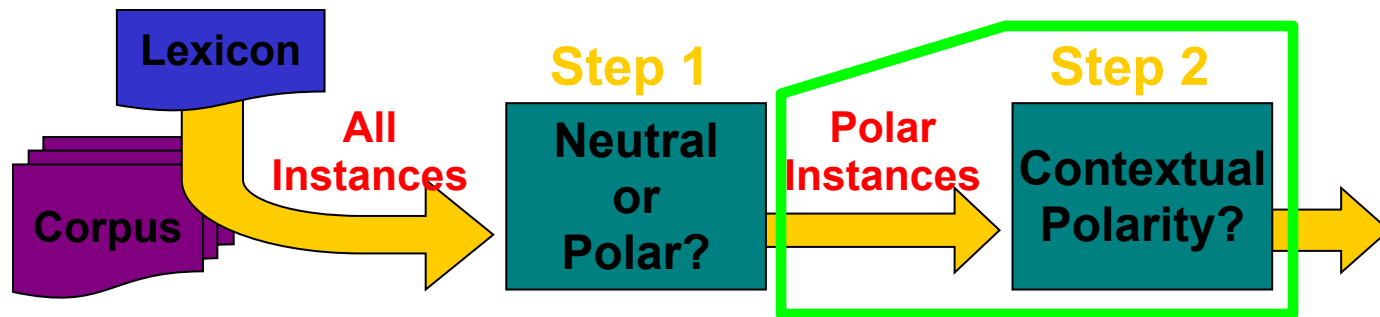 Lexicon
Corpus
All
Instances
Step 1
Neutral
or
Polar?
Polar
Instances
Step 2
Contextual
Polarity?